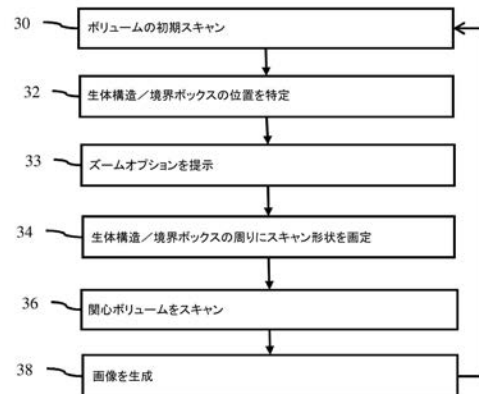 30 ボリュームの初期スキャン
32 生体構造／境界ボックスの位置を特定
33 ズームオプションを提示
34 生体構造／境界ボックスの周りにスキャン形状を画定
36 関心ボリュームをスキャン
38 画像を生成